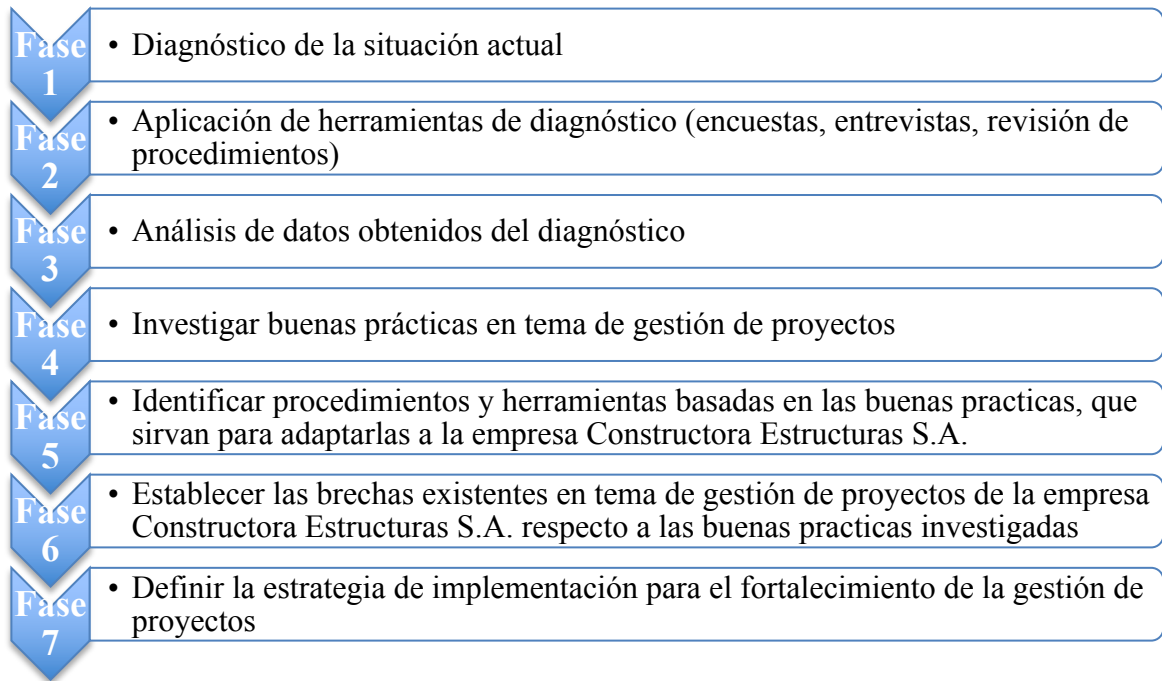 Fase
1
• Diagnóstico de la situación actual
Fase
2
• Aplicación de herramientas de diagnóstico (encuestas, entrevistas, revisión de
procedimientos)
Fase
3
• Análisis de datos obtenidos del diagnóstico
Fase
4
• Investigar buenas prácticas en tema de gestión de proyectos
Fase
5
• Identificar procedimientos y herramientas basadas en las buenas practicas, que
sirvan para adaptarlas a la empresa Constructora Estructuras S.A.
Fase
6
• Establecer las brechas existentes en tema de gestión de proyectos de la empresa
Constructora Estructuras S.A. respecto a las buenas practicas investigadas
Fase
7
• Definir la estrategia de implementación para el fortalecimiento de la gestión de
proyectos